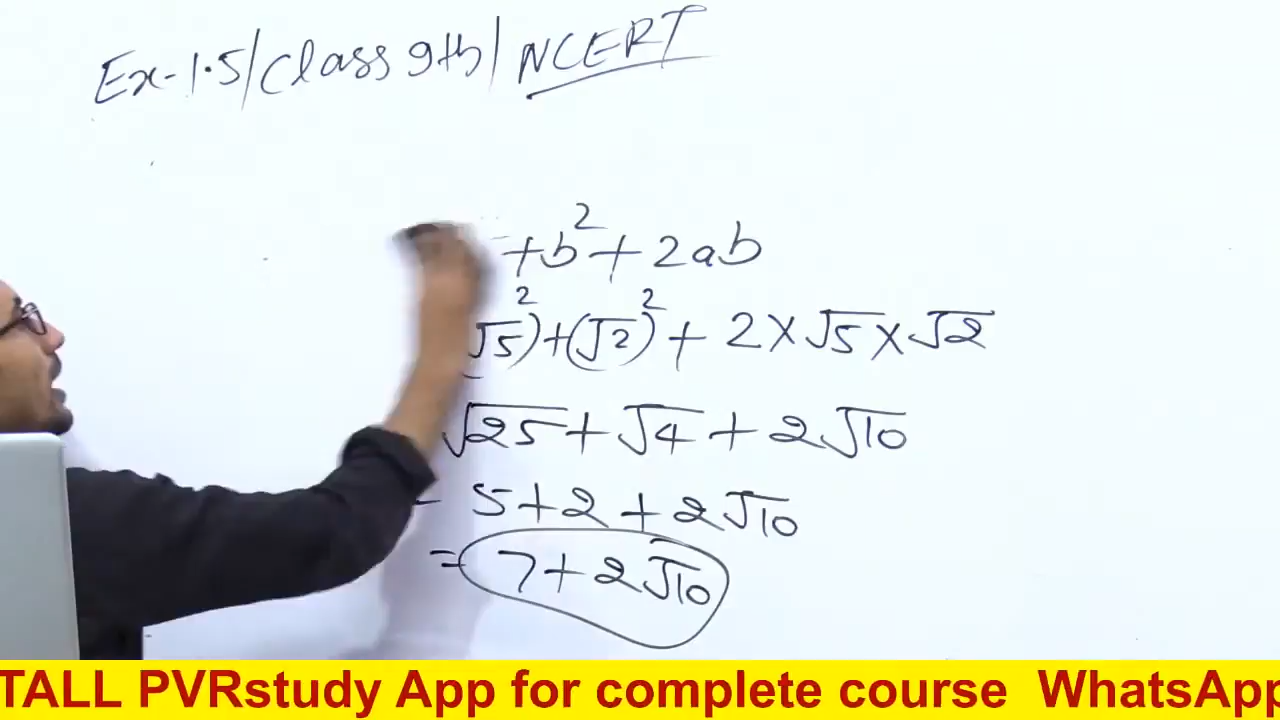 Ex-1.5/Class 9th/NCERT
+b²+2ab
√5)²+(√2)²+2×√5×√2
√25+√4+2√10
- 5+2+2√10
= 7+2√10
TALL PVRstudy App for complete course WhatsApp